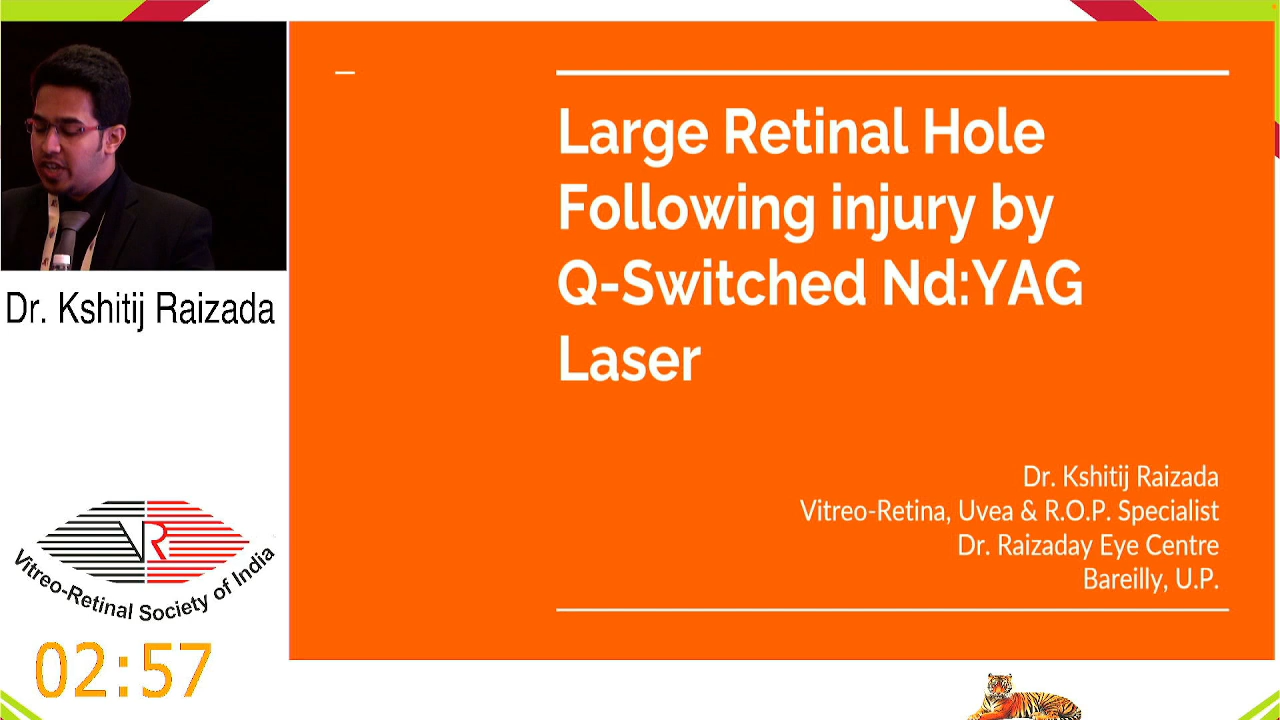 Large Retinal Hole
Following injury by
Q-Switched Nd:YAG
Laser
Dr. Kshitij Raizada
Dr. Kshitij Raizada
Vitreo-Retina, Uvea & R.O.P. Specialist
Dr. Raizaday Eye Centre
Bareilly, U.P.
VR
Vitreo-Retinal Society of India
02:57